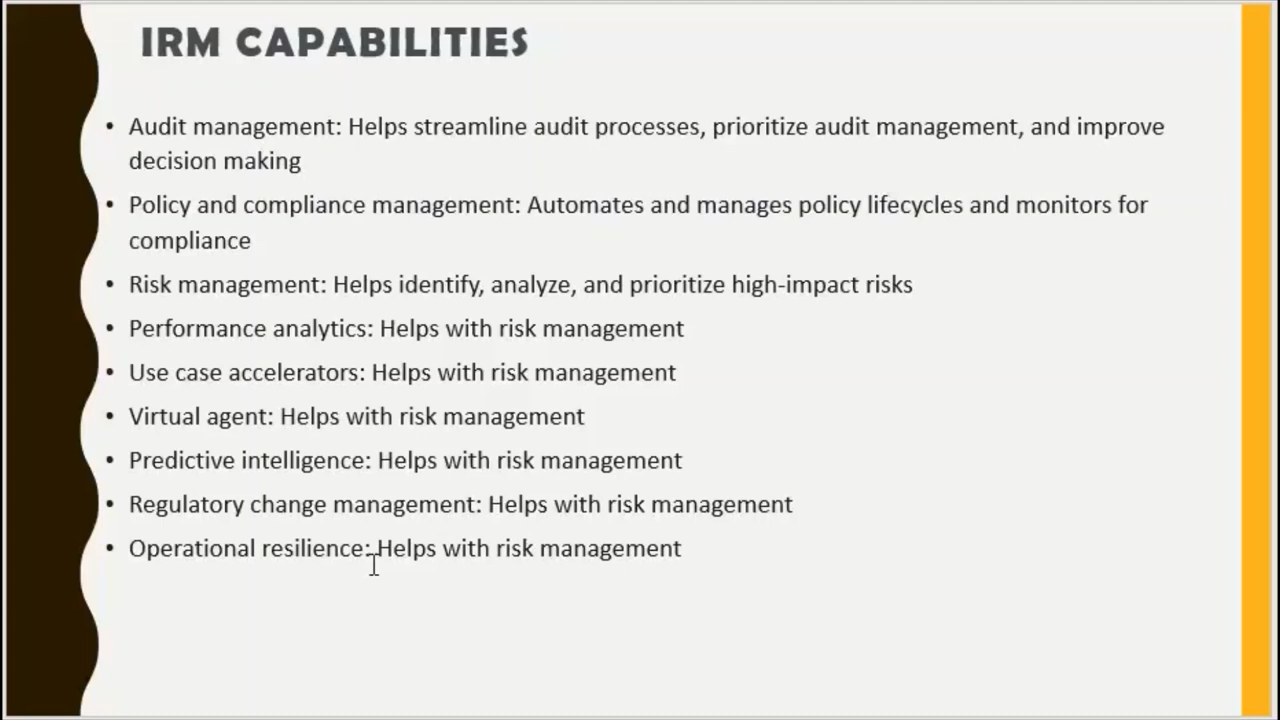 IRM CAPABILITIES
• Audit management: Helps streamline audit processes, prioritize audit management, and improve
decision making
• Policy and compliance management: Automates and manages policy lifecycles and monitors for
compliance
• Risk management: Helps identify, analyze, and prioritize high-impact risks
• Performance analytics: Helps with risk management
• Use case accelerators: Helps with risk management
• Virtual agent: Helps with risk management
• Predictive intelligence: Helps with risk management
• Regulatory change management: Helps with risk management
• Operational resilience: Helps with risk management